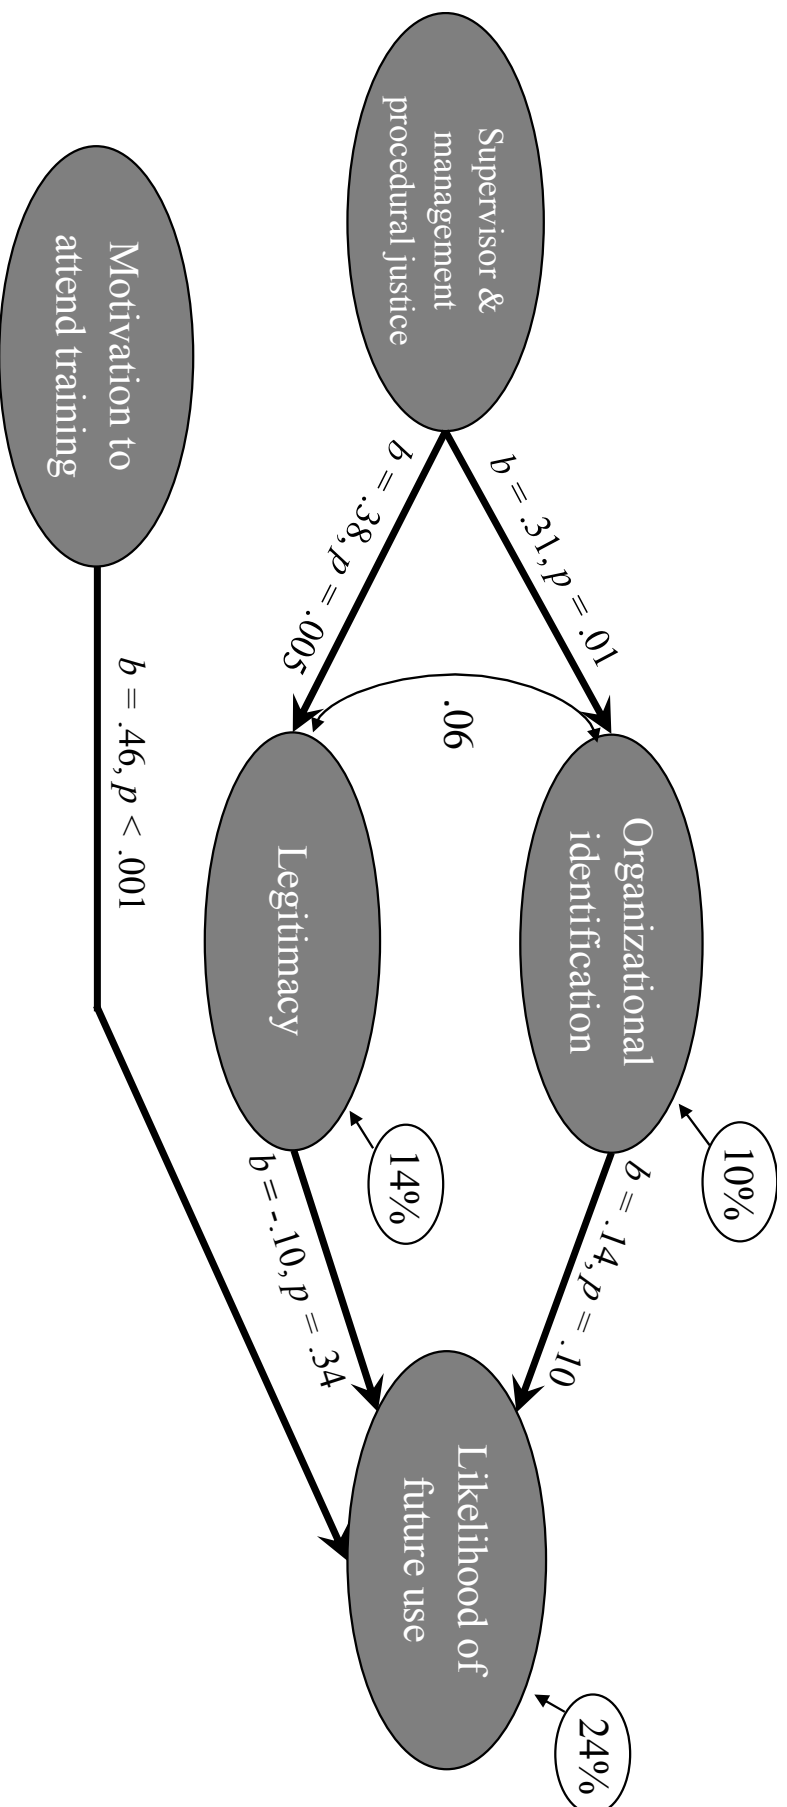 Supervisor &
management
procedural justice
b = .31, p = .01
b = .38, p = .005
.06
Organizational
identification
10%
Legitimacy
14%
b = .14, p = .10
b = -.10, p = .34
Likelihood of
future use
24%
Motivation to
attend training
b = .46, p < .001